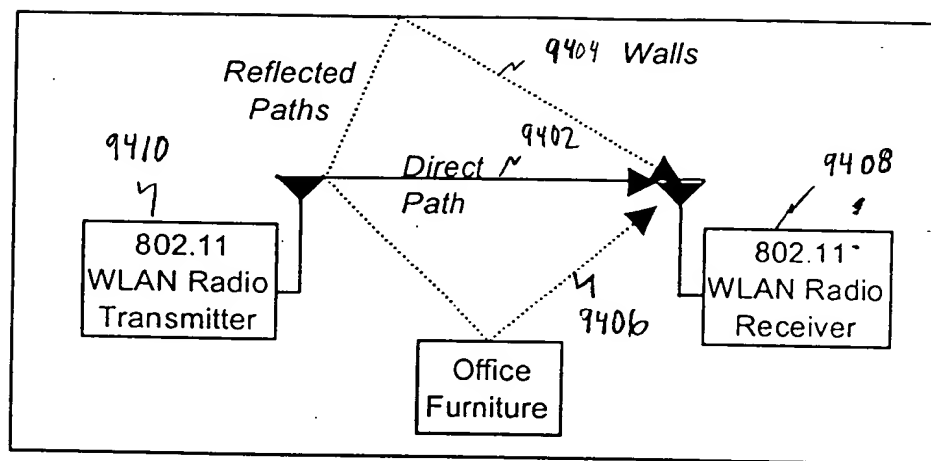 9404 Walls
Reflected
Paths
9402
9410
9408
Direct
Path
802.11
WLAN Radio
Transmitter
802.11
WLAN Radio
Receiver
9406
Office
Furniture